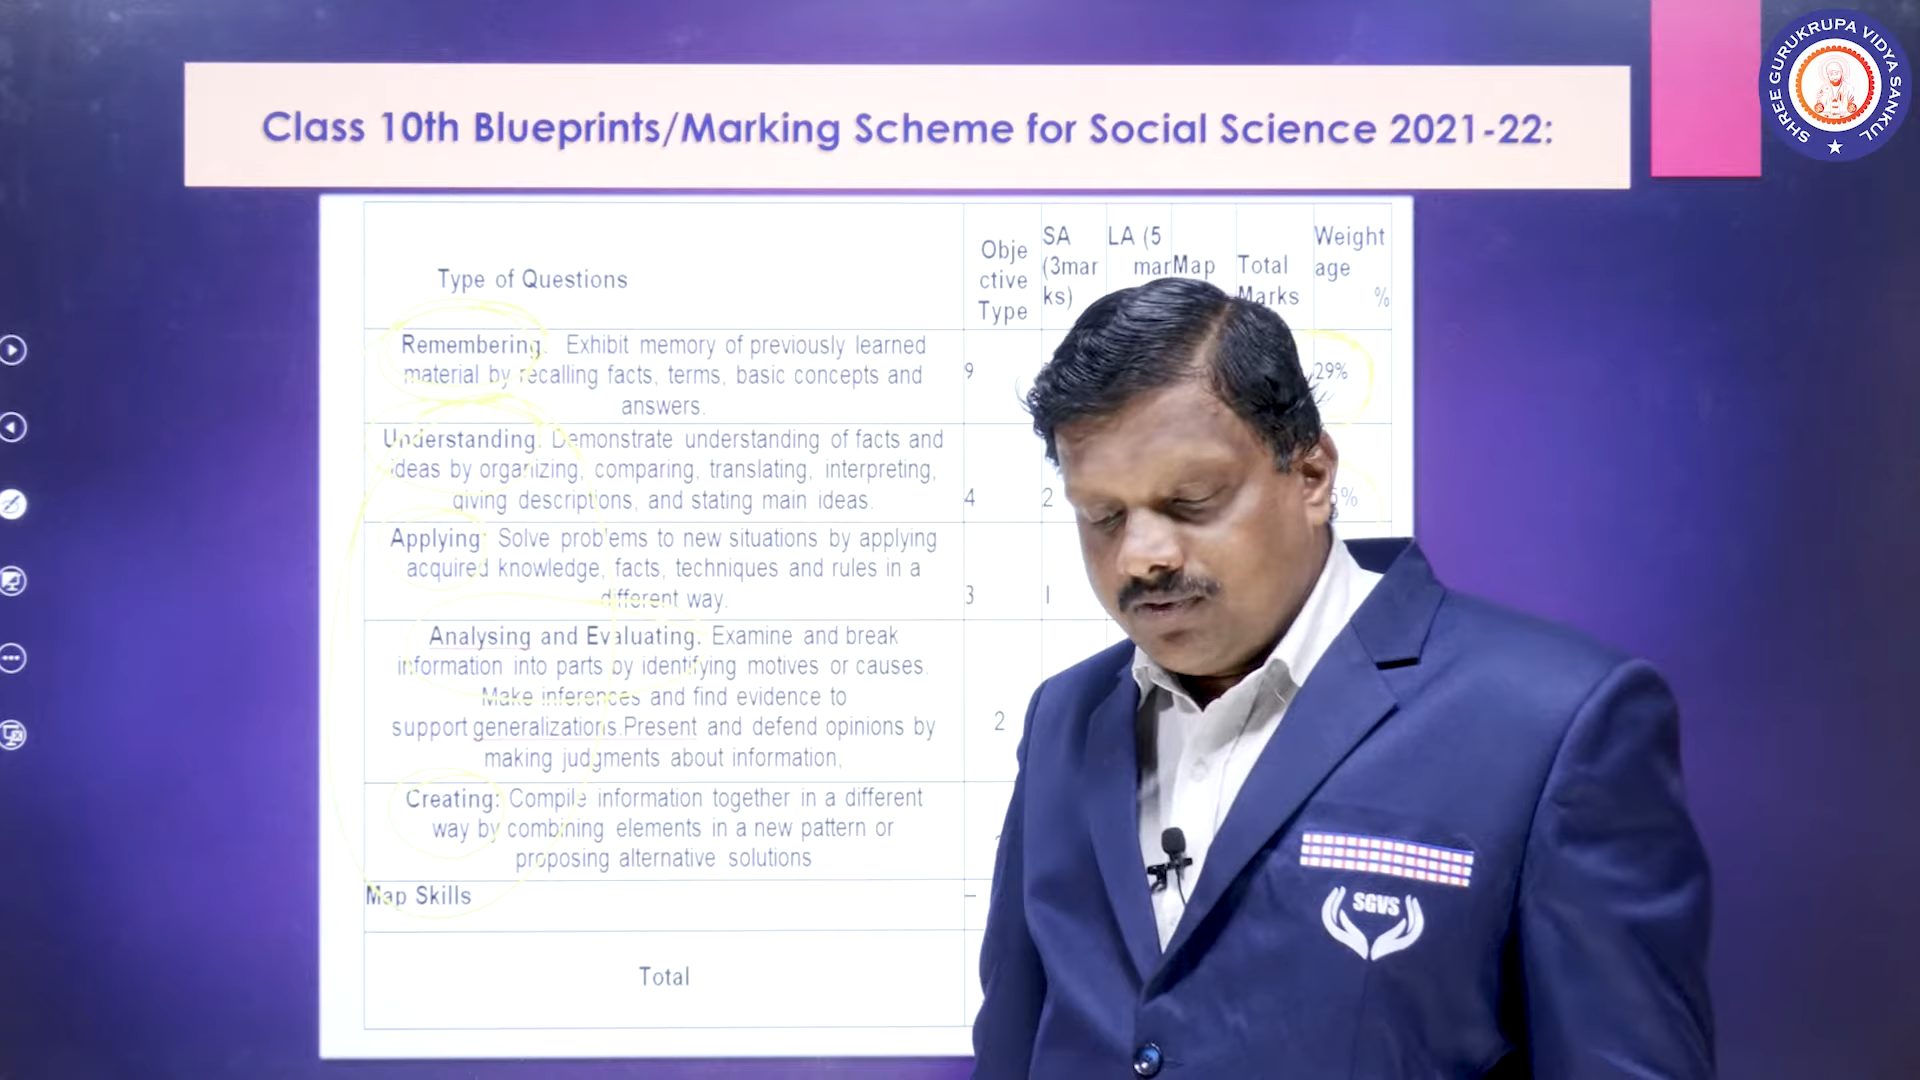 SHREE GURUKRUPA VIDYA SANKUL
Class 10th Blueprints/Marking Scheme for Social Science 2021-22:
Type of Questions
Obje
ctive
Type
SA
(3mar
ks)
LA (5
mar
Map
Total
Marks
Weight
age
%
Remembering: Exhibit memory of previously learned
material by recalling facts, terms, basic concepts and
answers.
9
29%
Understanding: Demonstrate understanding of facts and
ideas by organizing, comparing, translating, interpreting,
giving descriptions, and stating main ideas.
4
2
5%
Applying: Solve problems to new situations by applying
acquired knowledge, facts, techniques and rules in a
different way.
3
1
Analysing and Evaluating: Examine and break
information into parts by identifying motives or causes.
Make inferences and find evidence to
support generalizations.Present and defend opinions by
making judgments about information,
2
Creating: Compile information together in a different
way by combining elements in a new pattern or
proposing alternative solutions
Map Skills
–
Total
SGVS